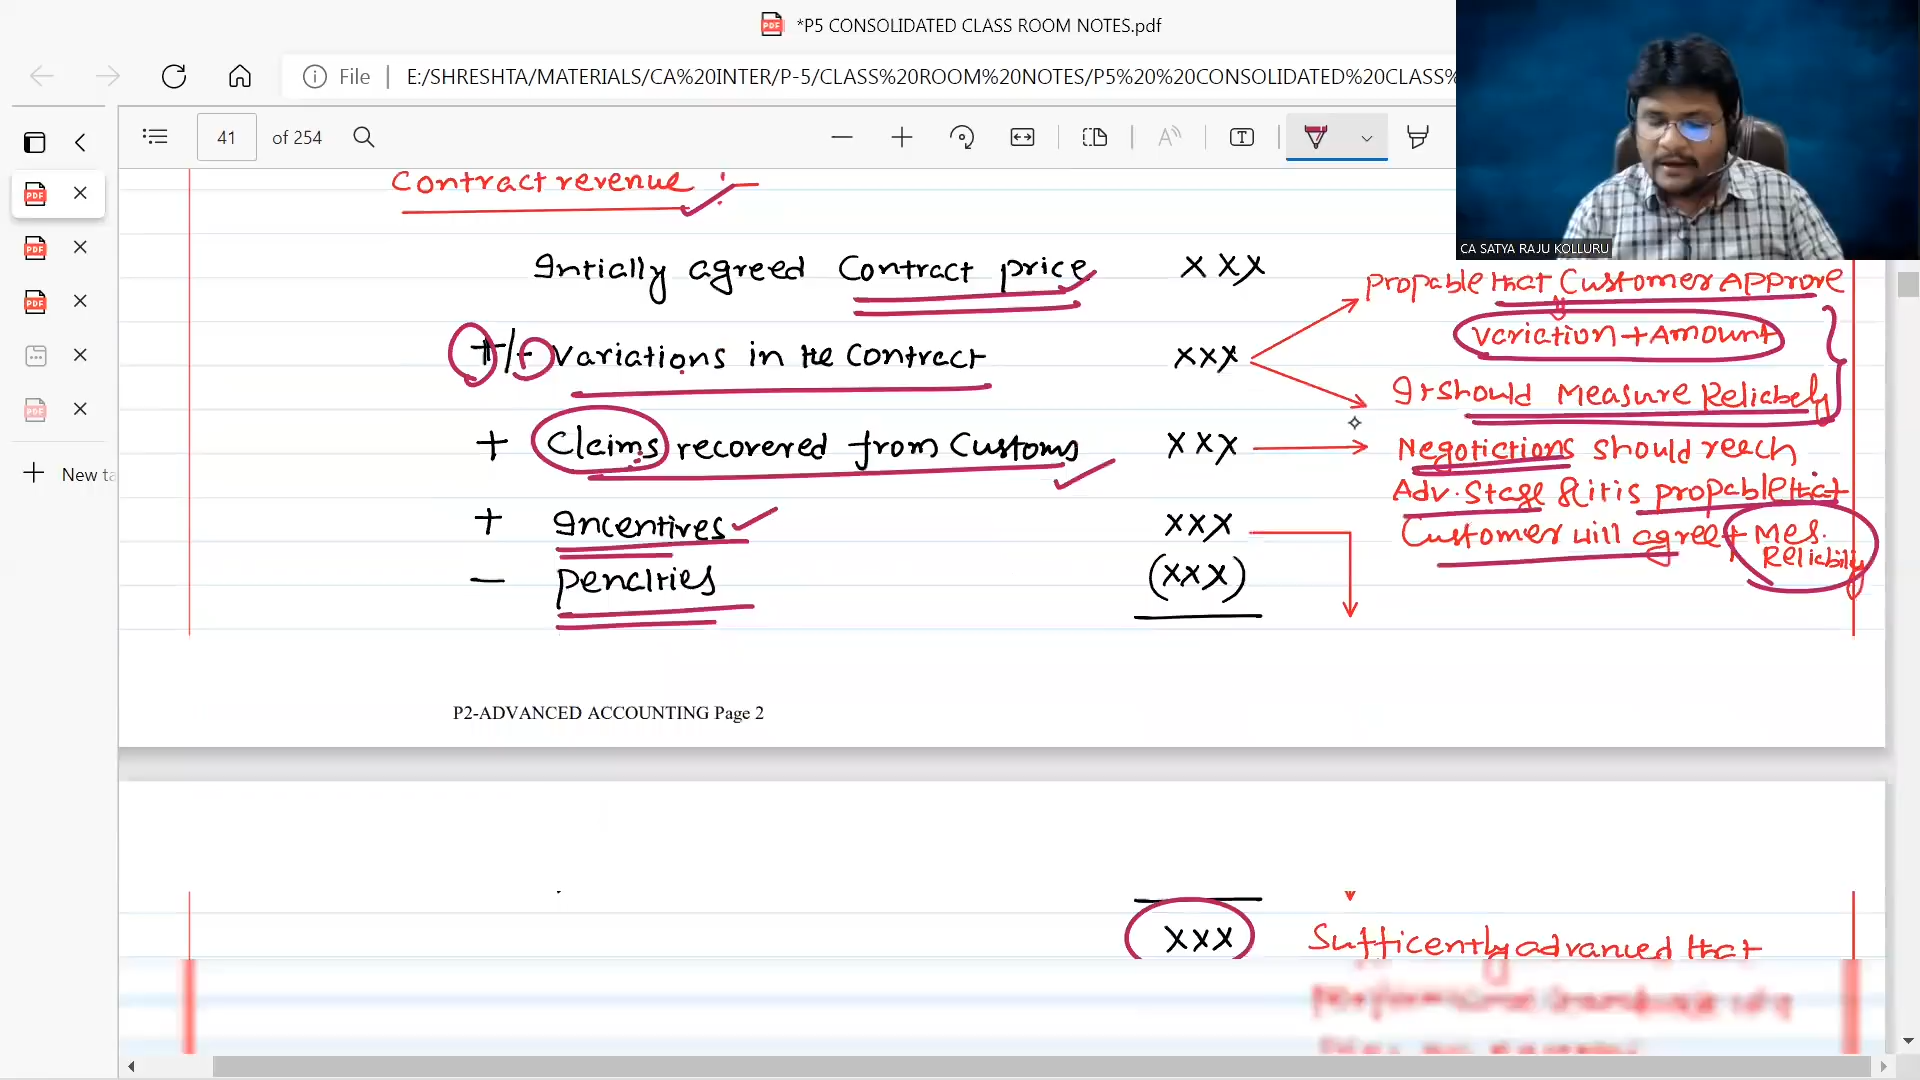 *P5 CONSOLIDATED CLASS ROOM NOTES.pdf
File
E:/SHRESHTA/MATERIALS/CA%20INTER/P-5/CLASS%20ROOM%20NOTES/P5%20%20CONSOLIDATED%20CLASS%
41 of 254
New ta
CA SATYA RAJU KOLLURU
Contract revenue :-
Intially agreed Contract price XXX
+/- Variations in the Contract XXX
+ Claims recovered from Customs XXX
+ Incentives XXX
- penalties (XXX)
propable that Customer Approve
Variation + Amount
It should Measure Reliabely
Negotictions should reach
Adv. Stage & it is propable that
Customer will agree + Mes.
Reliabiliy
P2-ADVANCED ACCOUNTING Page 2
XXX
Sufficently advanced that